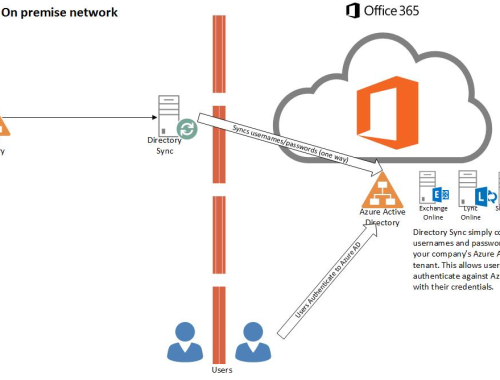 On premise network
Office 365
Directory
Sync
Syncs usernames/passwords (one way)
Azure Active
Directory
Exchange
Online
Lync
Online
Directory Sync simply co
usernames and passwor
your company's Azure A
tenant. This allows user
authenticate against Az
with their credentials.
Users Authenticate to Azure AD
Users